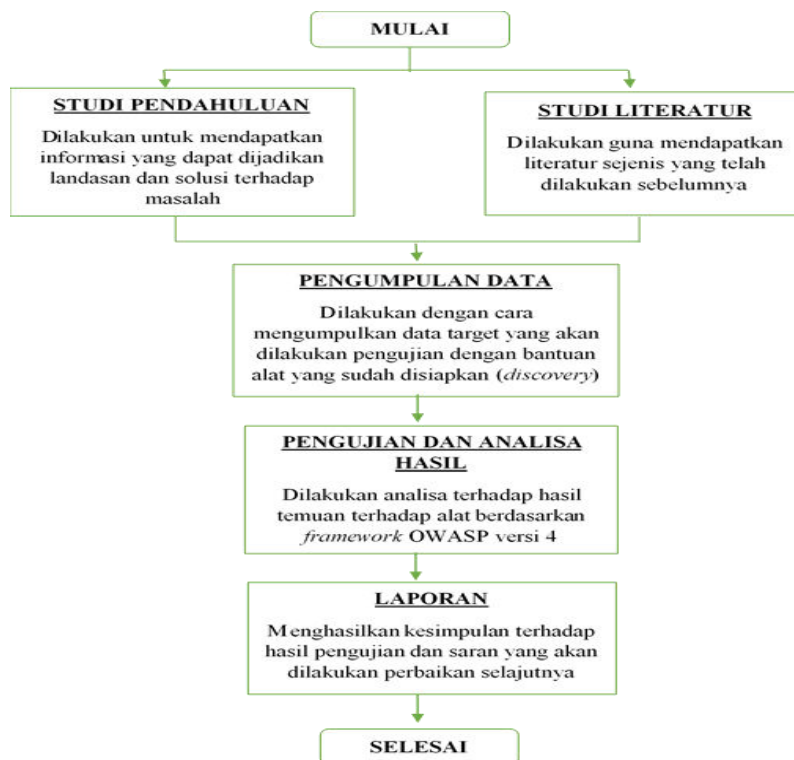 MULAI
STUDI PENDAHULUAN
Dilakukan untuk mendapatkan
informasi yang dapat dijadikan
landasan dan solusi terhadap
masalah
STUDI LITERATUR
Dilakukan guna mendapatkan
literatur sejenis yang telah
dilakukan sebelumnya
PENGUMPULAN DATA
Dilakukan dengan cara
mengumpulkan data target yang akan
dilakukan pengujian dengan bantuan
alat yang sudah disiapkan (discovery)
PENGUJIAN DAN ANALISA
HASIL
Dilakukan analisa terhadap hasil
temuan terhadap alat berdasarkan
framework OWASP versi 4
LAPORAN
Menghasilkan kesimpulan terhadap
hasil pengujian dan saran yang akan
dilakukan perbaikan selajutnya
SELESAI